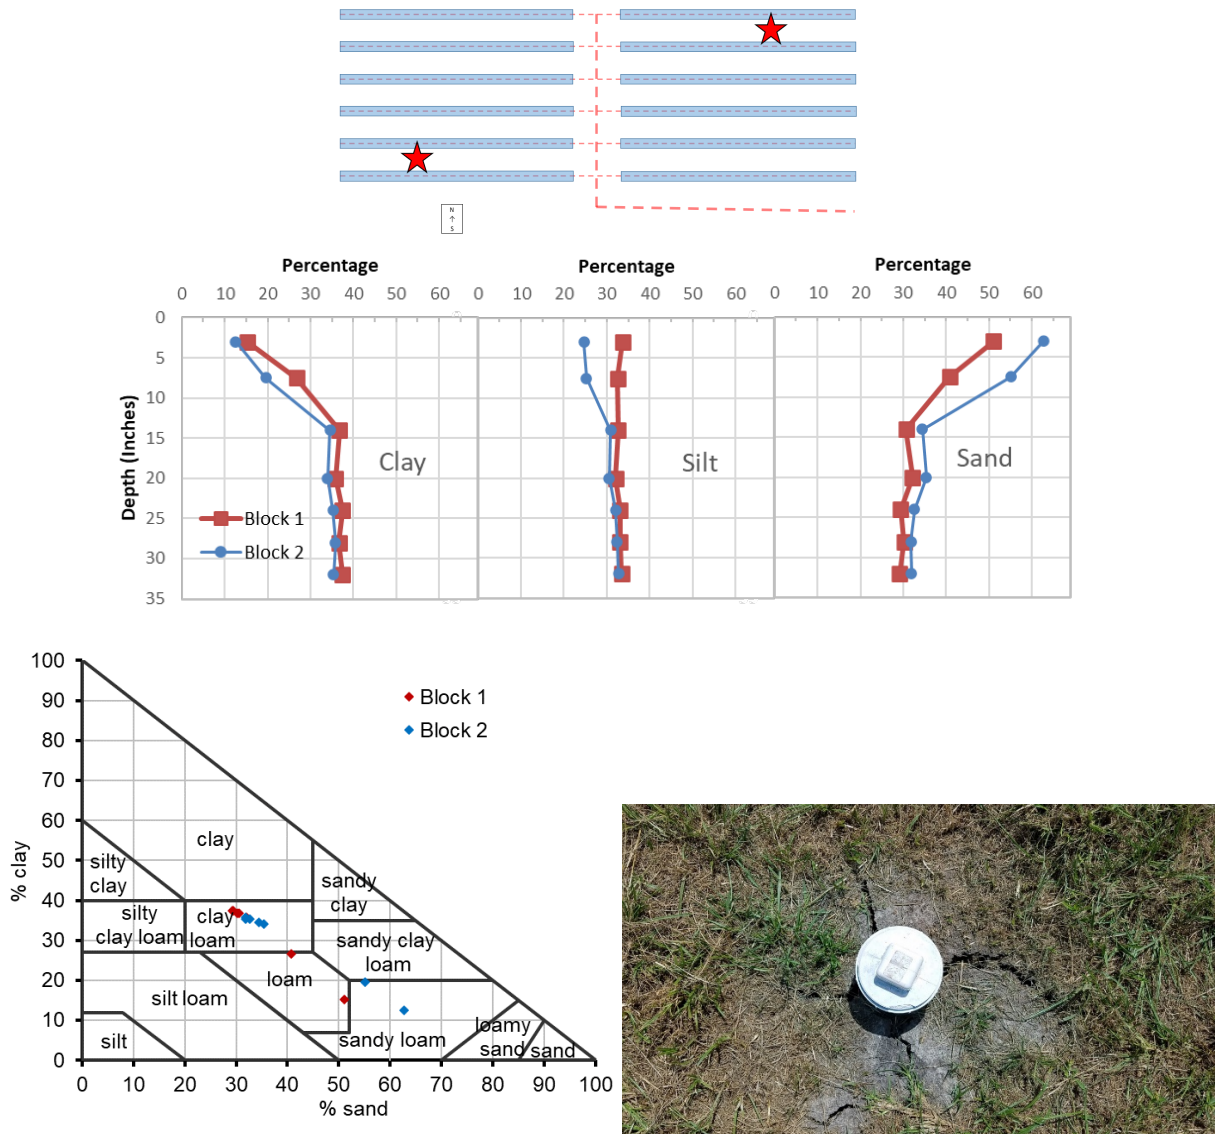 N
S
Percentage
Percentage
Percentage
0 10 20 30 40 50 60 0 10 20 30 40 50 60 0 10 20 30 40 50 60
0
5
10
15
20
25
30
35
Depth (Inches)
Clay
Silt
Sand
Block 1
Block 2
100
90
80
70
60
50
40
30
20
10
0
% clay
Block 1
Block 2
clay
silty
clay
sandy
clay
silty
clay loam
clay
loam
sandy clay
loam
loam
silt loam
silt
sandy loam
loamy
sand
sand
0 10 20 30 40 50 60 70 80 90 100
% sand